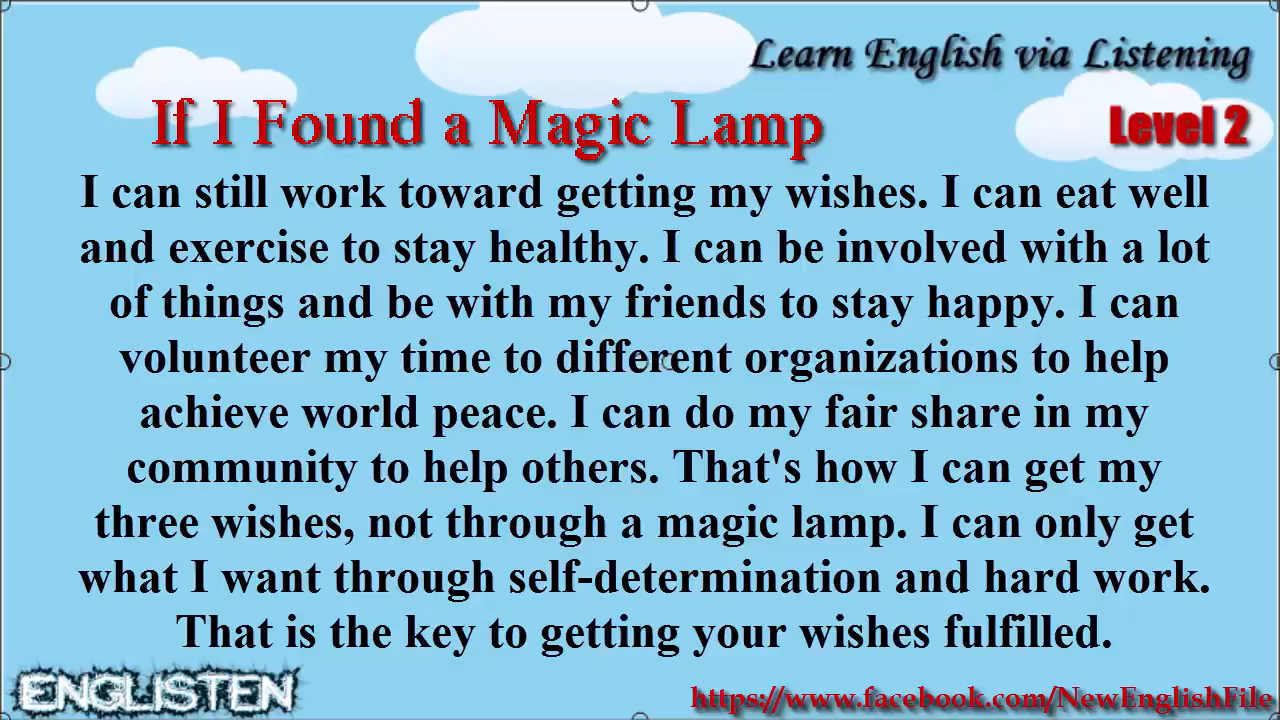 Learn English via Listening
If I Found a Magic Lamp
Level 2
I can still work toward getting my wishes. I can eat well
and exercise to stay healthy. I can be involved with a lot
of things and be with my friends to stay happy. I can
volunteer my time to different organizations to help
achieve world peace. I can do my fair share in my
community to help others. That's how I can get my
three wishes, not through a magic lamp. I can only get
what I want through self-determination and hard work.
That is the key to getting your wishes fulfilled.
ENGLISTEN
https://www.facebook.com/NewEnglishFile